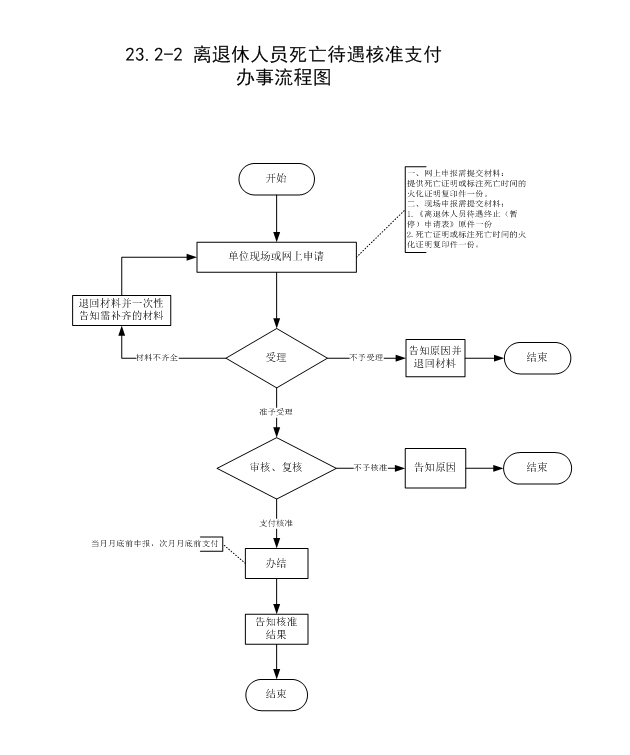 23.2-2 离退休人员死亡待遇核准支付
办事流程图
开始
一、网上申报需提交材料：
提供死亡证明或标注死亡时间的
火化证明复印件一份。
二、现场申报需提交材料：
1.《离退休人员待遇终止（暂
停）申请表》原件一份
2.死亡证明或标注死亡时间的火
化证明复印件一份。
单位现场或网上申请
退回材料并一次性
告知需补齐的材料
材料不齐全
受理
不予受理
告知原因并
退回材料
结束
准予受理
审核、复核
不予核准
告知原因
结束
支付核准
当月月底前申报、次月月底前支付
办结
告知核准
结果
结束